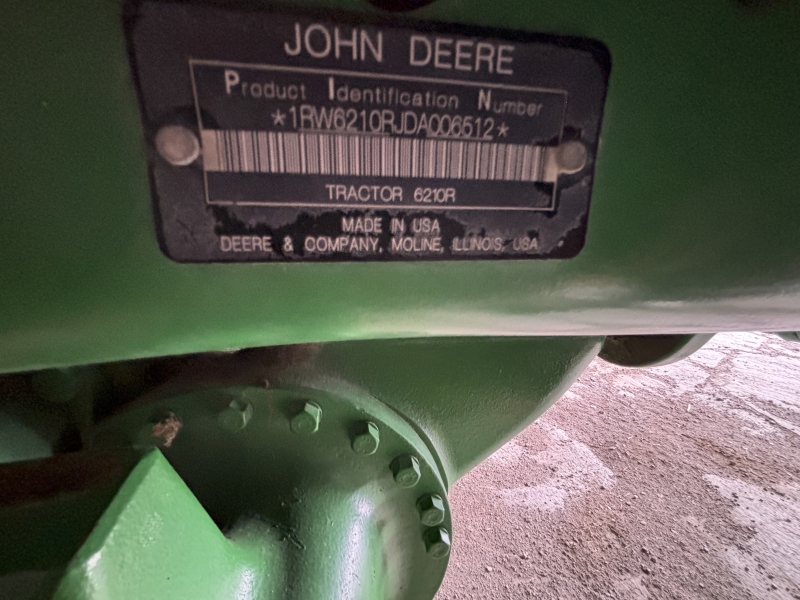 JOHN DEERE
Product Identification Number
*1RW6210RJDA006512*
TRACTOR 6210R
MADE IN USA
DEERE & COMPANY, MOLINE, ILLINOIS, USA